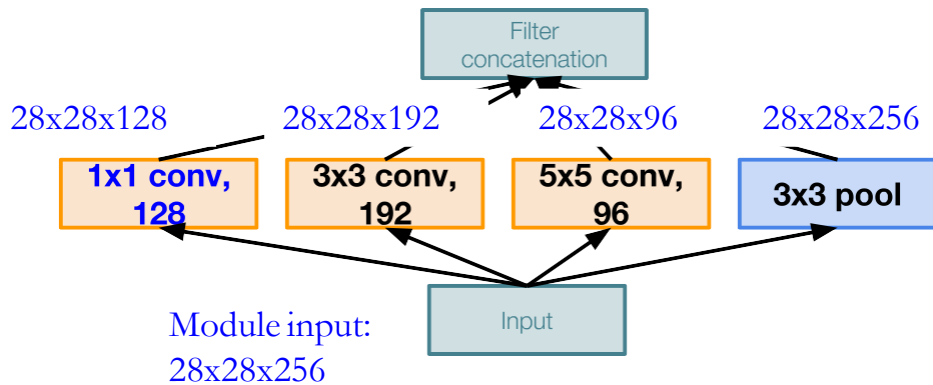 Filter
concatenation
28x28x128
28x28x192
28x28x96
28x28x256
1x1 conv,
128
3x3 conv,
192
5x5 conv,
96
3x3 pool
Input
Module input:
28x28x256